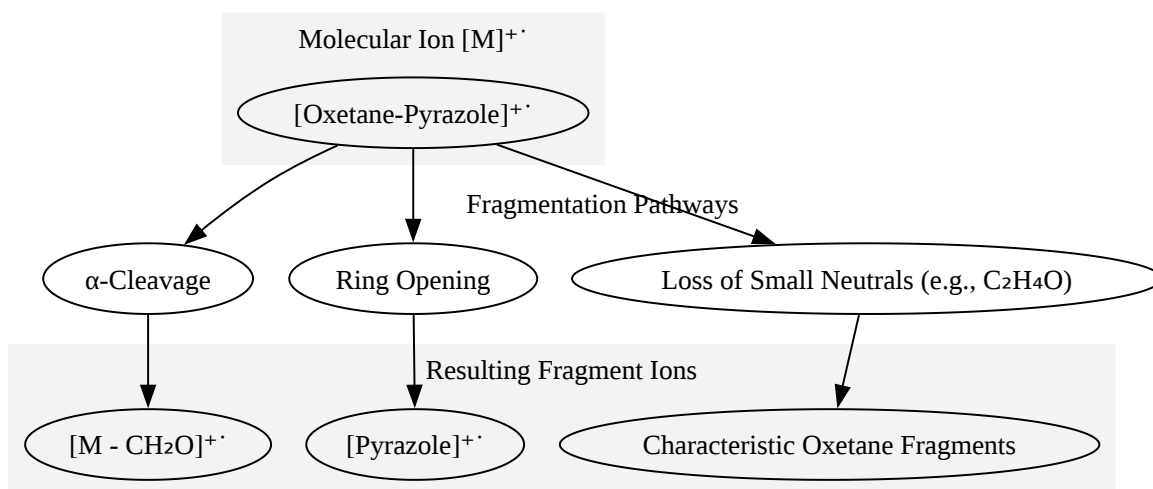 Molecular Ion [M]⁺˙
[Oxetane-Pyrazole]⁺˙
Fragmentation Pathways
α-Cleavage
Ring Opening
Loss of Small Neutrals (e.g., C₂H₄O)
Resulting Fragment Ions
[M - CH₂O]⁺˙
[Pyrazole]⁺˙
Characteristic Oxetane Fragments